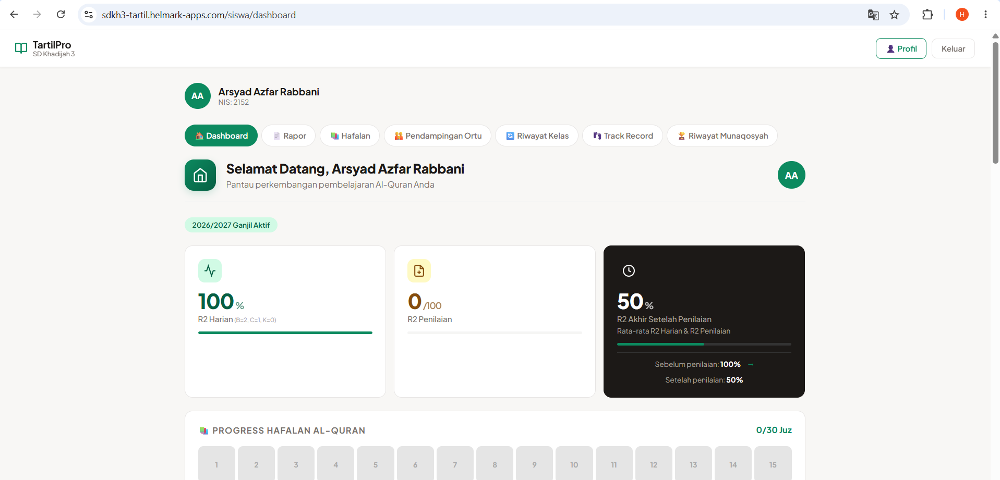 sdkh3-tartil.helmark-apps.com/siswa/dashboard
H
TartilPro
SD Khadijah 3
Profil
Keluar
AA
Arsyad Azfar Rabbani
NIS: 2152
Dashboard
Rapor
Hafalan
Pendampingan Ortu
Riwayat Kelas
Track Record
Riwayat Munaqosyah
Selamat Datang, Arsyad Azfar Rabbani
Pantau perkembangan pembelajaran Al-Quran Anda
AA
2026/2027 Ganjil Aktif
100%
R2 Harian (B=2, C=1, K=0)
0/100
R2 Penilaian
50%
R2 Akhir Setelah Penilaian
Rata-rata R2 Harian & R2 Penilaian
Sebelum penilaian: 100% →
Setelah penilaian: 50%
PROGRESS HAFALAN AL-QURAN
0/30 Juz
1 2 3 4 5 6 7 8 9 10 11 12 13 14 15